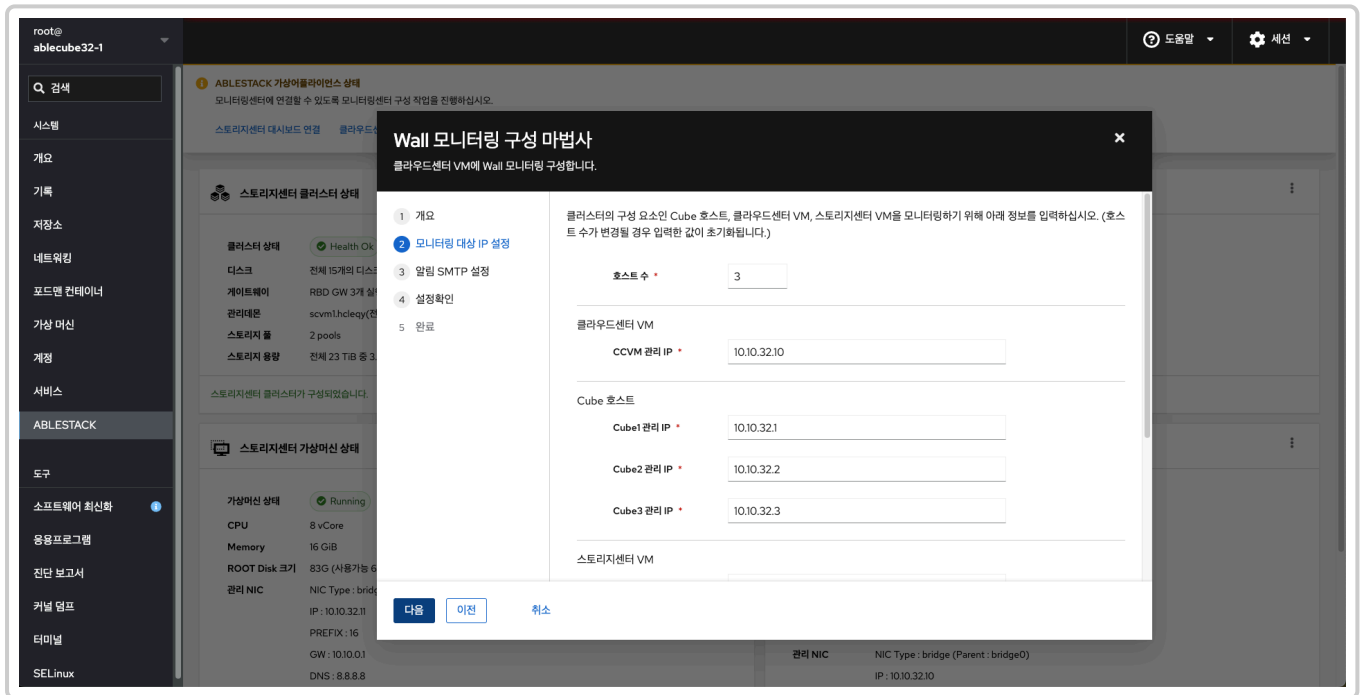 root@
ablecube32-1
도움말
세션
검색
시스템
개요
기록
저장소
네트워킹
포드맨 컨테이너
가상 머신
계정
서비스
ABLESTACK
도구
소프트웨어 최신화
응용프로그램
진단 보고서
커널 덤프
터미널
SELinux
ABLESTACK 가상어플라이언스 상태
모니터링센터에 연결할 수 있도록 모니터링센터 구성 작업을 진행하십시오.
스토리지센터 대시보드 연결 클라우드센
스토리지센터 클러스터 상태
클러스터 상태 Health Ok
디스크 전체 15개의 디스크
게이트웨이 RBD GW 3개 실
관리데몬 scvm1.hcleqy(전
스토리지 풀 2 pools
스토리지 용량 전체 23 TiB 중 3.
스토리지센터 클러스터가 구성되었습니다.
스토리지센터 가상머신 상태
가상머신 상태 Running
CPU 8 vCore
Memory 16 GiB
ROOT Disk 크기 83G (사용가능 6
관리 NIC NIC Type : bridg
IP : 10.10.32.11
PREFIX : 16
GW : 10.10.0.1
DNS : 8.8.8.8
관리 NIC NIC Type : bridge (Parent : bridge0)
IP : 10.10.32.10
Wall 모니터링 구성 마법사
클라우드센터 VM에 Wall 모니터링 구성합니다.
1 개요
2 모니터링 대상 IP 설정
3 알림 SMTP 설정
4 설정확인
5 완료
클러스터의 구성 요소인 Cube 호스트, 클라우드센터 VM, 스토리지센터 VM을 모니터링하기 위해 아래 정보를 입력하십시오. (호스
트 수가 변경될 경우 입력한 값이 초기화됩니다.)
호스트 수 * 3
클라우드센터 VM
CCVM 관리 IP * 10.10.32.10
Cube 호스트
Cube1 관리 IP * 10.10.32.1
Cube2 관리 IP * 10.10.32.2
Cube3 관리 IP * 10.10.32.3
스토리지센터 VM
다음 이전 취소